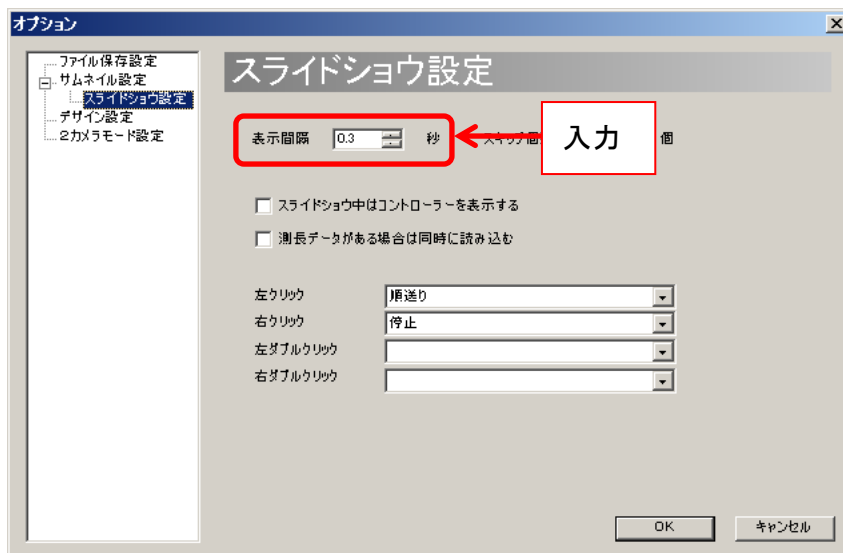 オプション
ファイル保存設定
サムネイル設定
スライドショウ設定
デザイン設定
2カメラモード設定
スライドショウ設定
表示間隔 0.3 秒 入力 個
スライドショウ中はコントローラーを表示する
測長データがある場合は同時に読み込む
左クリック 順送り
右クリック 停止
左ダブルクリック
右ダブルクリック
OK キャンセル